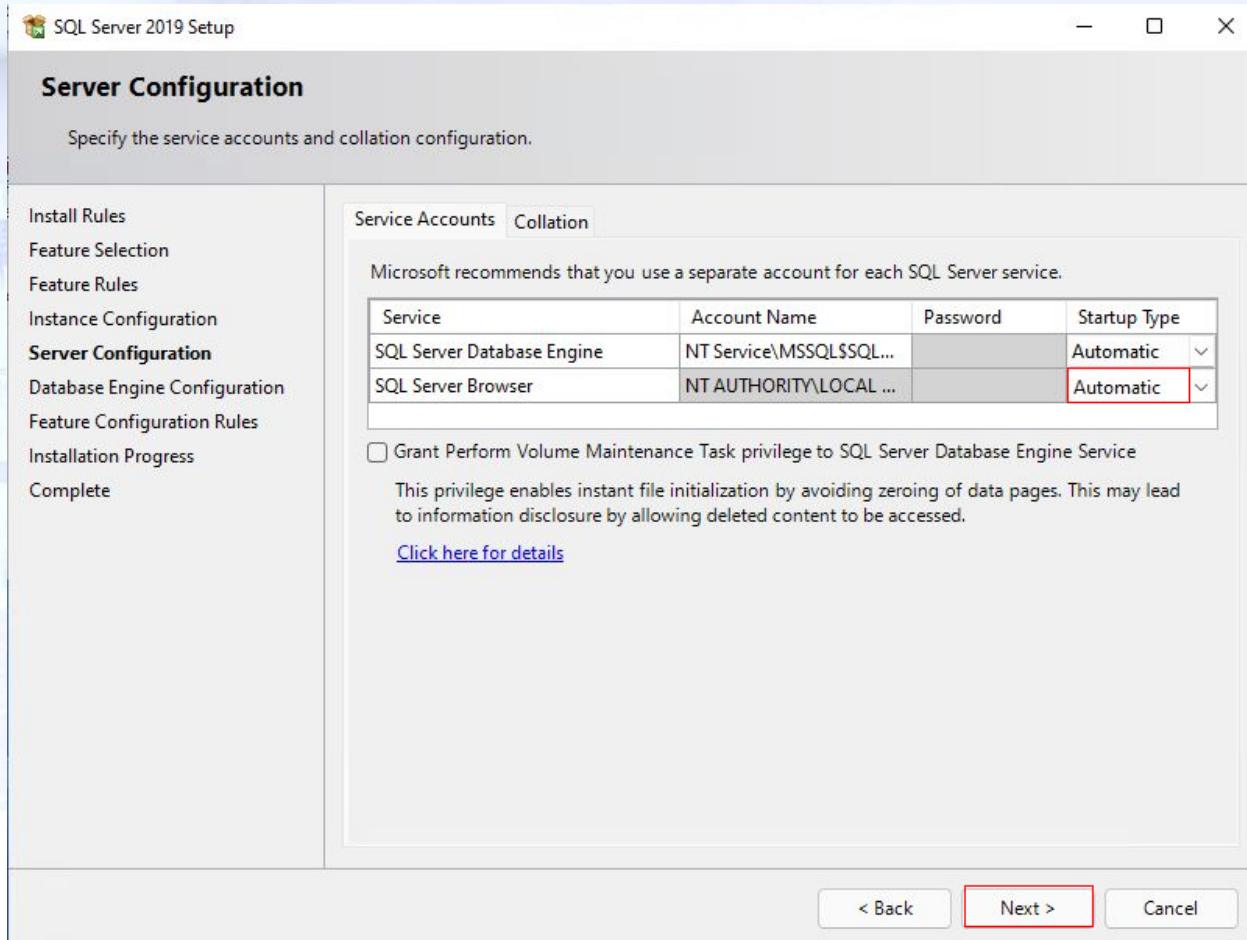 SQL Server 2019 Setup
Server Configuration
Specify the service accounts and collation configuration.
Install Rules
Feature Selection
Feature Rules
Instance Configuration
Server Configuration
Database Engine Configuration
Feature Configuration Rules
Installation Progress
Complete
Service Accounts Collation
Microsoft recommends that you use a separate account for each SQL Server service.
Service Account Name Password Startup Type
SQL Server Database Engine NT Service\MSSQL$SQL... Automatic
SQL Server Browser NT AUTHORITY\LOCAL ... Automatic
Grant Perform Volume Maintenance Task privilege to SQL Server Database Engine Service
This privilege enables instant file initialization by avoiding zeroing of data pages. This may lead
to information disclosure by allowing deleted content to be accessed.
Click here for details
< Back Next > Cancel